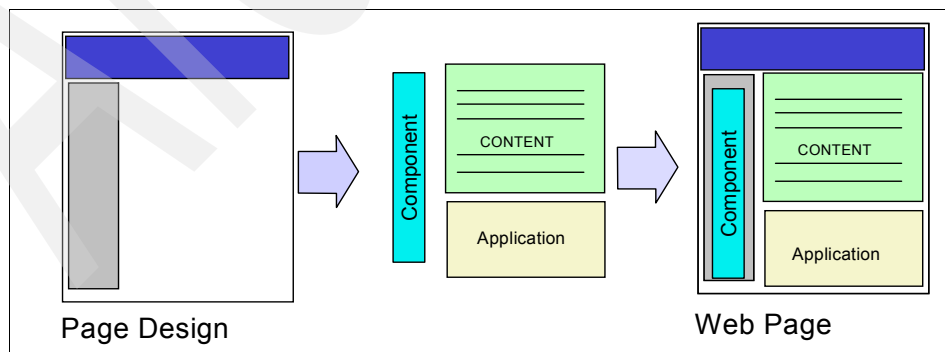 Component
CONTENT
Application
Component
CONTENT
Application
Page Design
Web Page